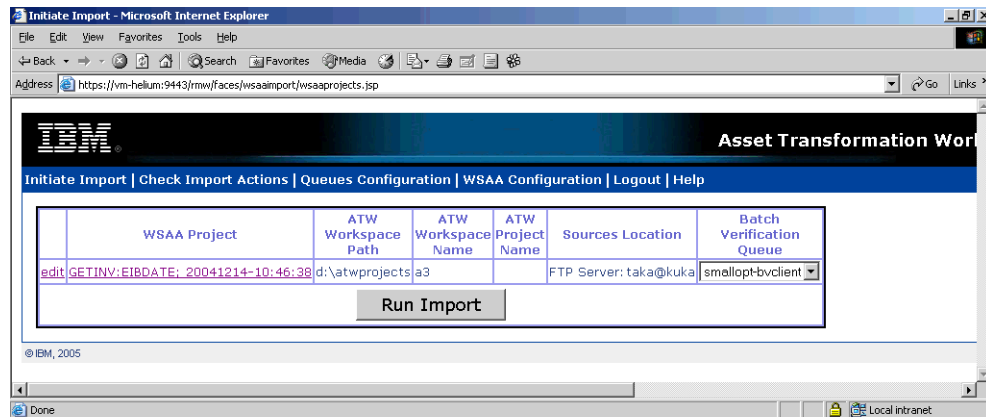 Initiate Import - Microsoft Internet Explorer
File Edit View Favorites Tools Help
Back Search Favorites Media
Address https://vm-helium:9443/rmw/faces/wsaaimport/wsaaprojects.jsp Go Links
IBM Asset Transformation Wor
Initiate Import | Check Import Actions | Queues Configuration | WSAA Configuration | Logout | Help
WSAA Project
ATW Workspace Path
ATW Workspace Name
ATW Project Name
Sources Location
Batch Verification Queue
edit GETINV:EIBDATE; 20041214-10:46:38 d:\atwprojects a3 FTP Server: taka@kuka smallopt-bvclient
Run Import
© IBM, 2005
Done Local intranet